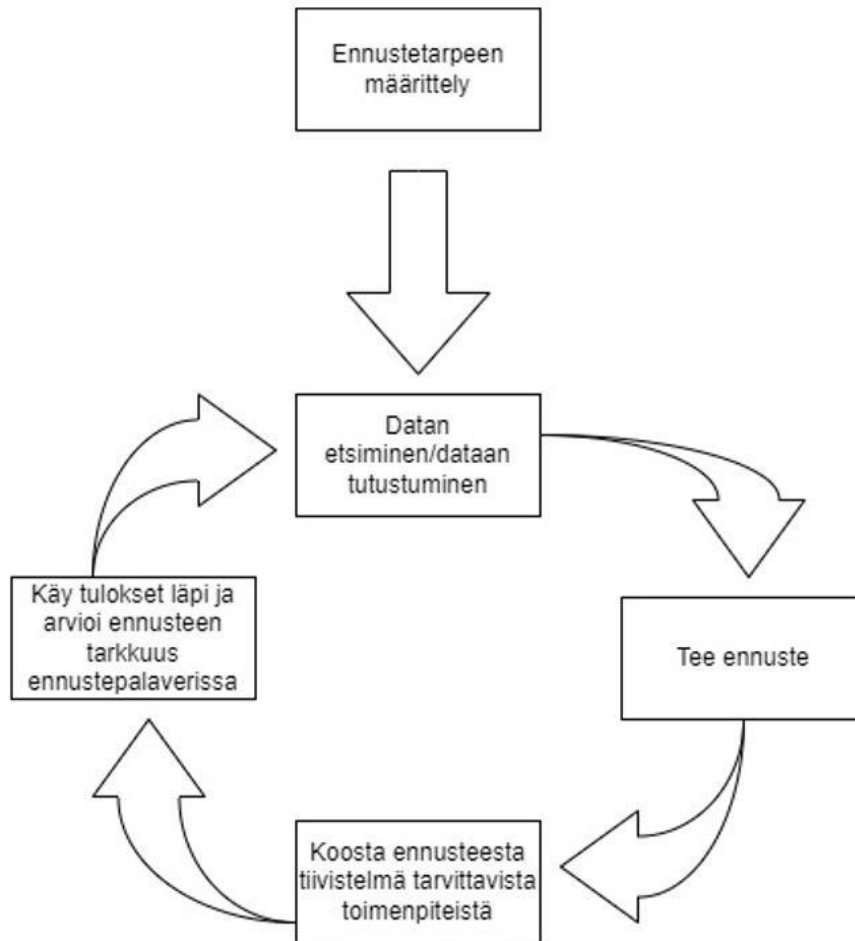 Ennustetarpeen
määrittely
Datan
etsiminen/dataan
tutustuminen
Tee ennuste
Koosta ennusteesta
tiivistelmä tarvittavista
toimenpiteistä
Käy tulokset läpi ja
arvioi ennusteen
tarkkuus
ennustepalaverissa